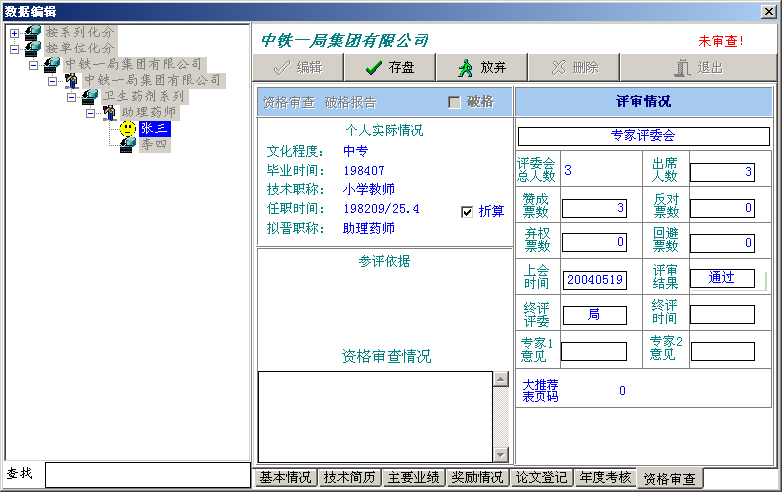 数据编辑
按系列化分
按单位化分
中铁一局集团有限公司
中铁一局集团有限公司
卫生药剂系列
助理药师
张三
李四
查找
中铁一局集团有限公司
未审查!
编辑 存盘 放弃 删除 退出
资格审查 破格报告 破格
个人实际情况
文化程度: 中专
毕业时间: 198407
技术职称: 小学教师
任职时间: 198209/25.4 折算
拟晋职称: 助理药师
参评依据
资格审查情况
评审情况
专家评委会
评委会总人数 3 出席人数 3
赞成票数 3 反对票数 0
弃权票数 0 回避票数 0
上会时间 20040519 评审结果 通过
终评评委 局 终评时间
专家1意见 专家2意见
大推荐表页码 0
基本情况 技术简历 主要业绩 奖励情况 论文登记 年度考核 资格审查